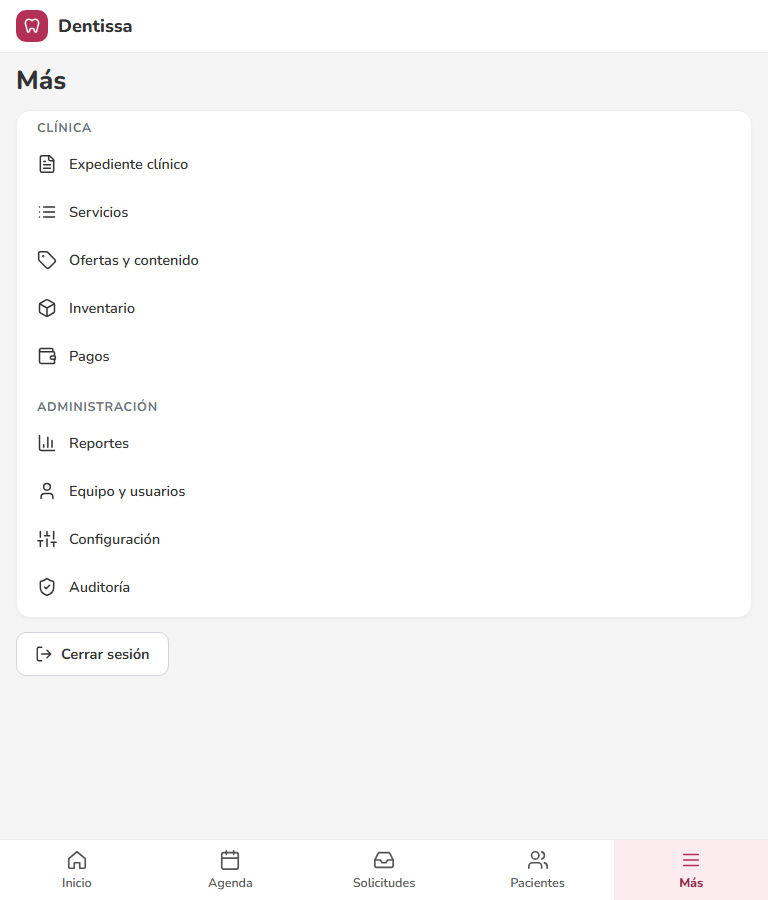 Dentissa
Más
CLÍNICA
Expediente clínico
Servicios
Ofertas y contenido
Inventario
Pagos
ADMINISTRACIÓN
Reportes
Equipo y usuarios
Configuración
Auditoría
Cerrar sesión
Inicio
Agenda
Solicitudes
Pacientes
Más